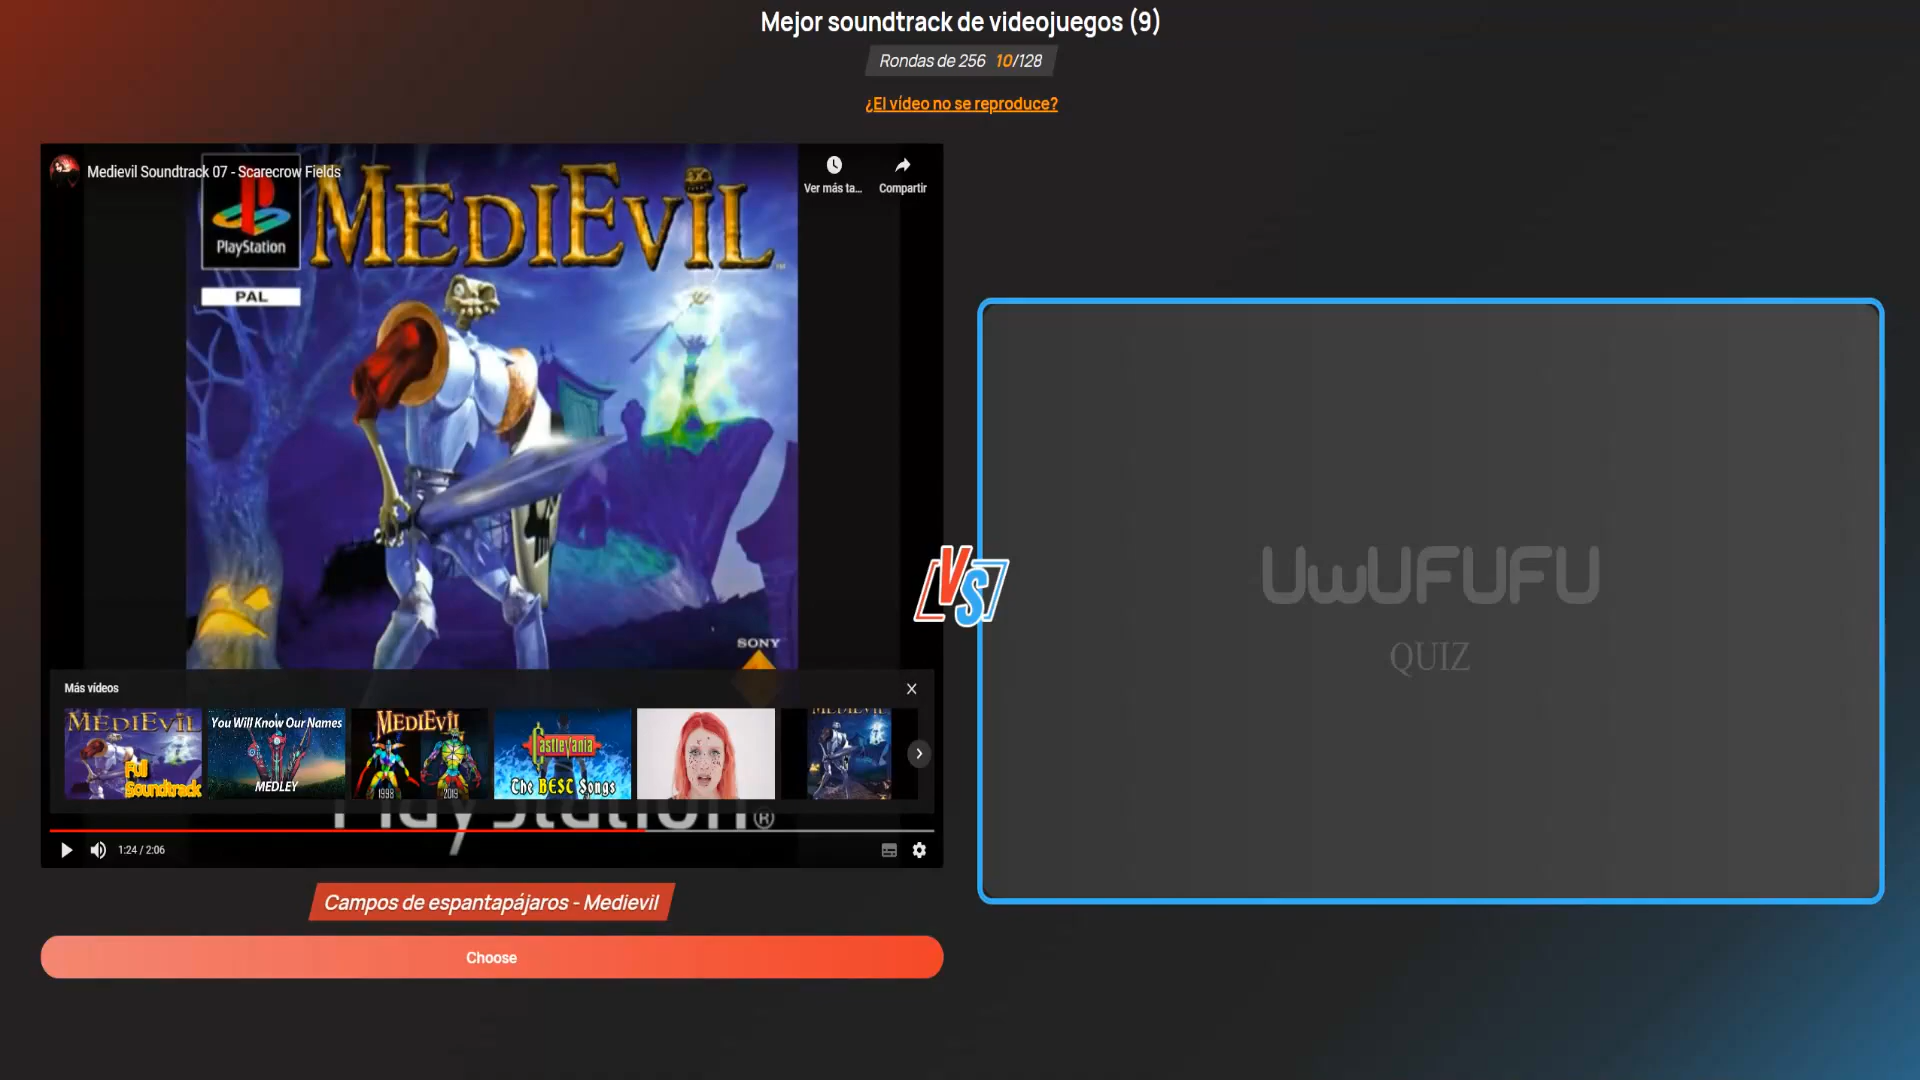 Mejor soundtrack de videojuegos (9)
Rondas de 256 10/128
¿El vídeo no se reproduce?
Medievil Soundtrack 07 - Scarecrow Fields
Ver más ta...
Compartir
MEDIEVIL
PlayStation
PAL
SONY
Más vídeos
MEDIEVIL
Full
Soundtrack
You Will Know Our Names
MEDLEY
MEDIEVIL
1998
2019
Castlevania
The BEST Songs
MEDIEVIL
PlayStation®
1:24 / 2:06
VS
UwUFUFU
QUIZ
Campos de espantapájaros - Medievil
Choose